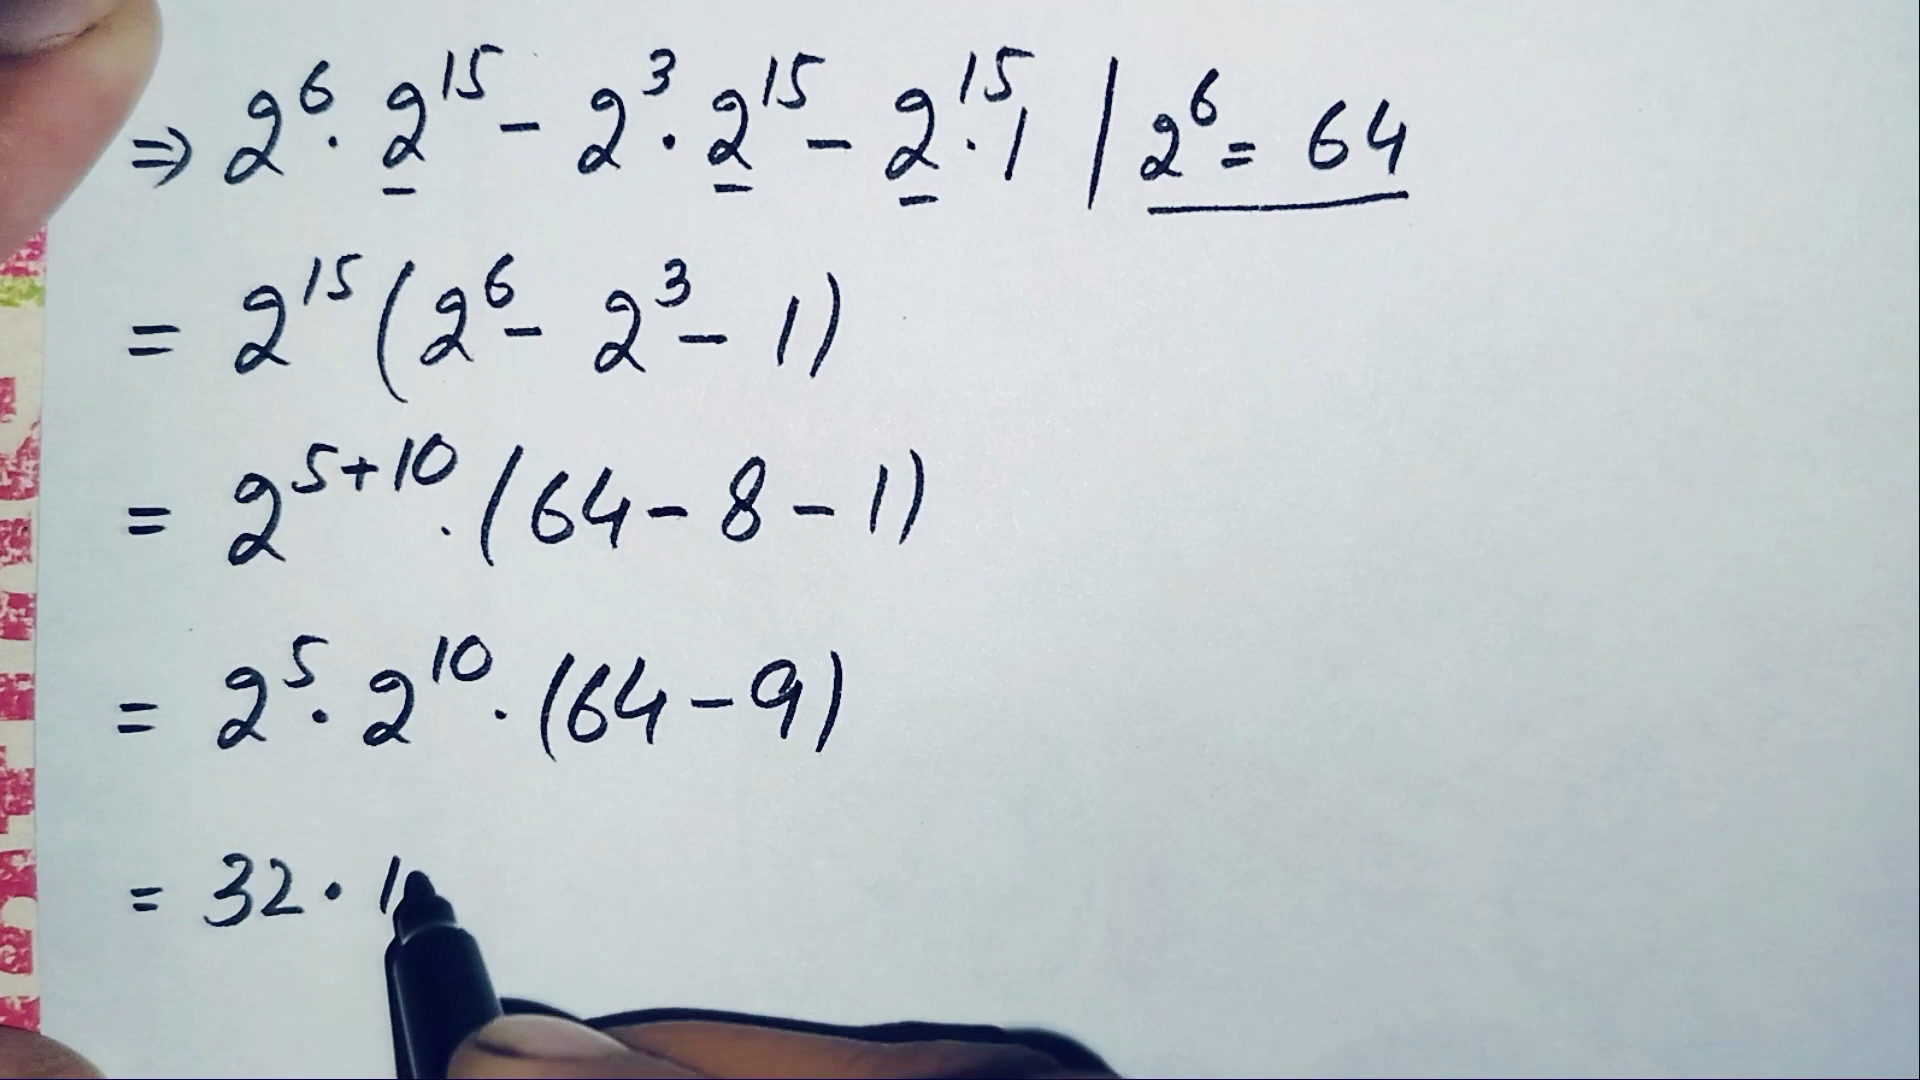 ⇒ 2⁶ · 2¹⁵ - 2³ · 2¹⁵ - 2¹⁵ · 1 | 2⁶ = 64
= 2¹⁵ (2⁶ - 2³ - 1)
= 2⁵⁺¹⁰ · (64 - 8 - 1)
= 2⁵ · 2¹⁰ · (64 - 9)
= 32 · 1